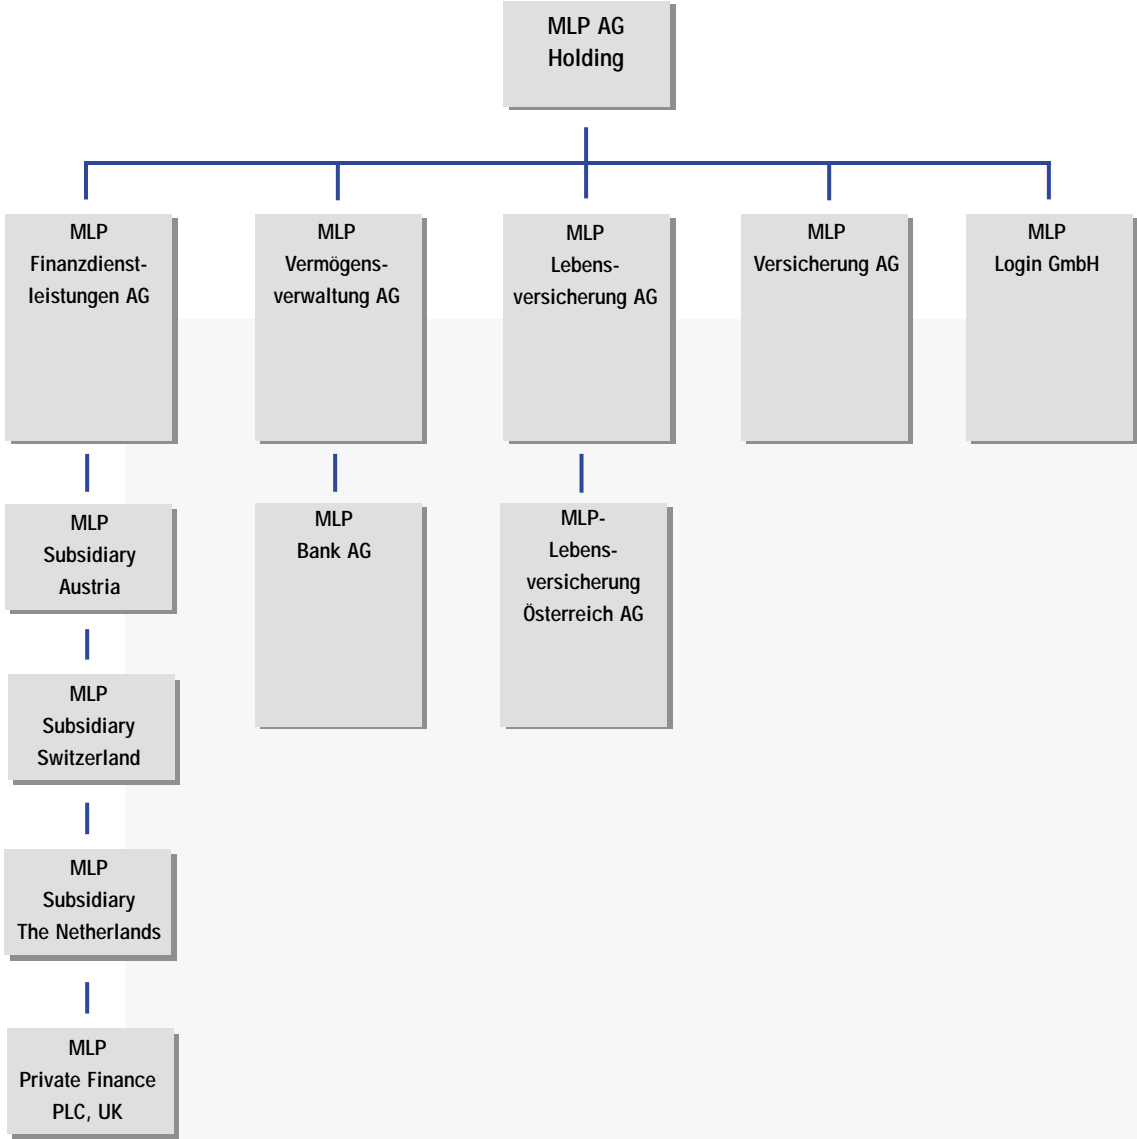 MLP AG
Holding
MLP
Finanzdienst-
leistungen AG
MLP
Vermögens-
verwaltung AG
MLP
Lebens-
versicherung AG
MLP
Versicherung AG
MLP
Login GmbH
MLP
Subsidiary
Austria
MLP
Bank AG
MLP-
Lebens-
versicherung
Österreich AG
MLP
Subsidiary
Switzerland
MLP
Subsidiary
The Netherlands
MLP
Private Finance
PLC, UK